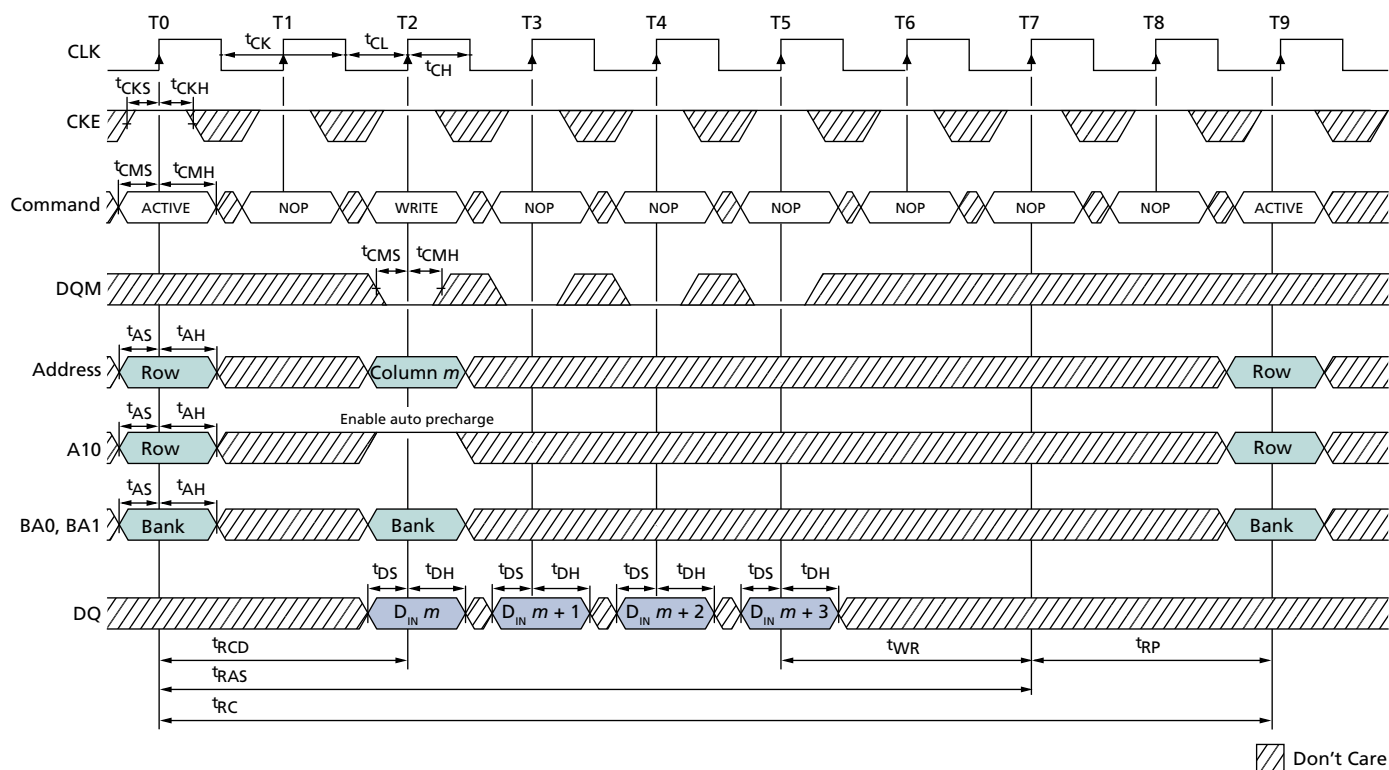 T0 T1 T2 T3 T4 T5 T6 T7 T8 T9
CLK
tCK tCL
tCH
tCKS tCKH
CKE
tCMS tCMH
Command ACTIVE NOP WRITE NOP NOP NOP NOP NOP NOP ACTIVE
tCMS tCMH
DQM
tAS tAH
Address Row Column m Row
tAS tAH Enable auto precharge
A10 Row Row
tAS tAH
BA0, BA1 Bank Bank Bank
tDS tDH tDS tDH tDS tDH tDS tDH
DQ DIN m DIN m + 1 DIN m + 2 DIN m + 3
tRCD tWR tRP
tRAS
tRC
Don't Care